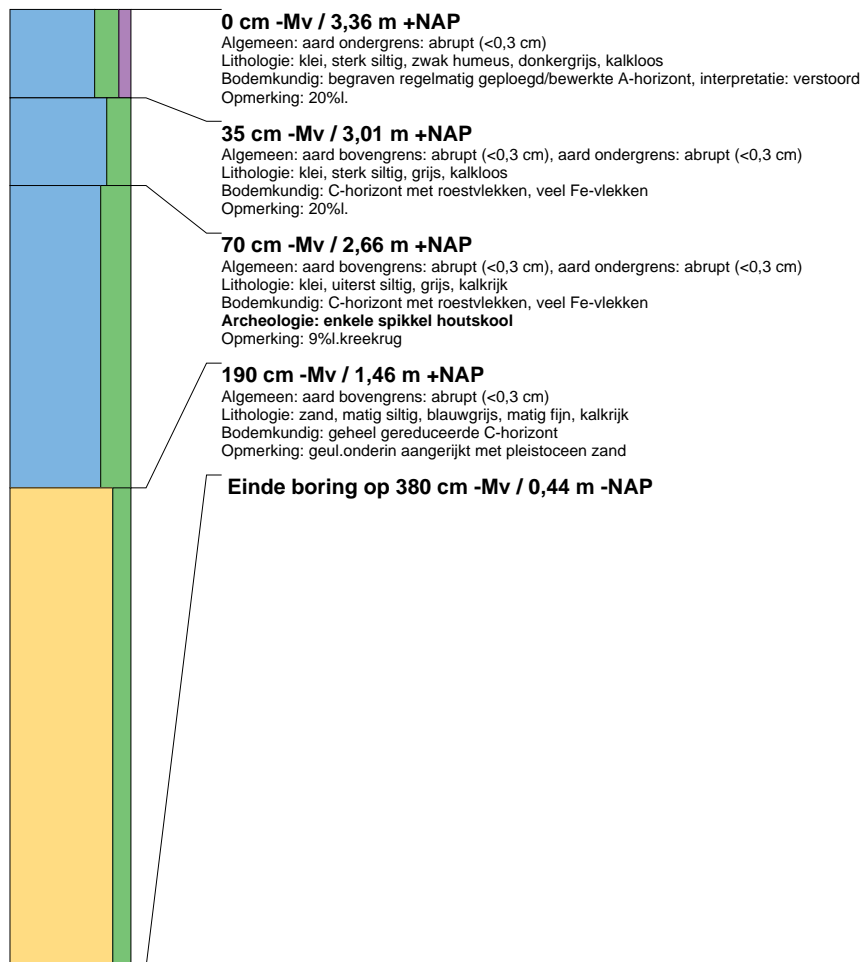 0 cm -Mv / 3,36 m +NAP
Algemeen: aard ondergrens: abrupt (<0,3 cm)
Lithologie: klei, sterk siltig, zwak humeus, donkergrijs, kalkloos
Bodemkundig: begraven regelmatig geploegd/bewerkte A-horizont, interpretatie: verstoord
Opmerking: 20%l.
35 cm -Mv / 3,01 m +NAP
Algemeen: aard bovengrens: abrupt (<0,3 cm), aard ondergrens: abrupt (<0,3 cm)
Lithologie: klei, sterk siltig, grijs, kalkloos
Bodemkundig: C-horizont met roestvlekken, veel Fe-vlekken
Opmerking: 20%l.
70 cm -Mv / 2,66 m +NAP
Algemeen: aard bovengrens: abrupt (<0,3 cm), aard ondergrens: abrupt (<0,3 cm)
Lithologie: klei, uiterst siltig, grijs, kalkrijk
Bodemkundig: C-horizont met roestvlekken, veel Fe-vlekken
Archeologie: enkele spikkel houtskool
Opmerking: 9%l.kreekrug
190 cm -Mv / 1,46 m +NAP
Algemeen: aard bovengrens: abrupt (<0,3 cm)
Lithologie: zand, matig siltig, blauwgrijs, matig fijn, kalkrijk
Bodemkundig: geheel gereduceerde C-horizont
Opmerking: geul.onderin aangerijkt met pleistoceen zand
Einde boring op 380 cm -Mv / 0,44 m -NAP